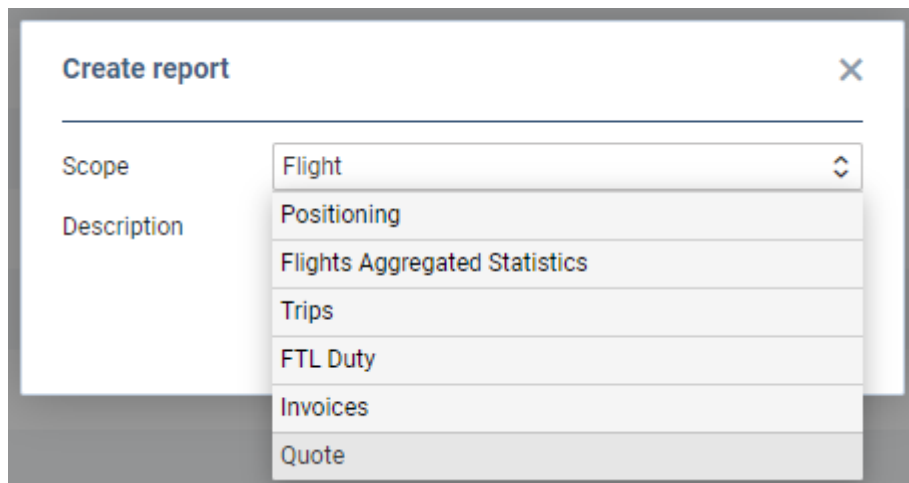 Create report
Scope
Flight
Description
Positioning
Flights Aggregated Statistics
Trips
FTL Duty
Invoices
Quote